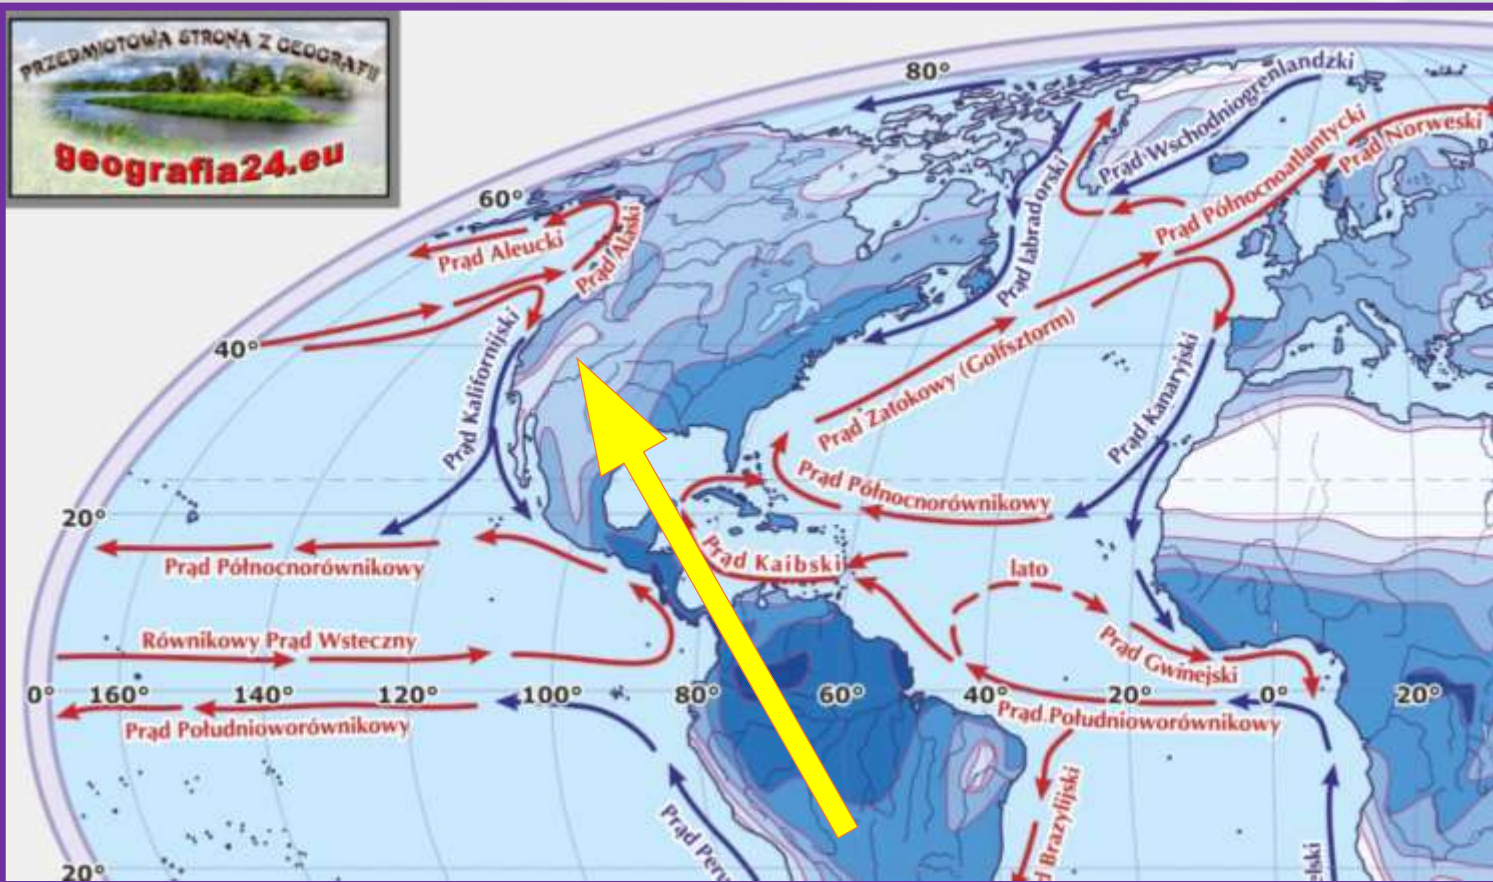 PRZEDMIOTOWA STRONA Z GEOGRAFII
geografia24.eu
80°
Prąd Wschodniogrenlandzki
Prąd Północnoatlantycki
Prąd Norweski
60°
Prąd Aleucki
Prąd Alaski
Prąd labradorski
40°
Prąd Kalifornijski
Prąd Zatokowy (Golfsztorm)
Prąd Kanaryjski
20°
Prąd Północnorównikowy
Prąd Północnorównikowy
Prąd Kaibski
lato
Równikowy Prąd Wsteczny
Prąd Gwinejski
0° 160° 140° 120° 100° 80° 60° 40° 20° 0° 20°
Prąd Południoworównikowy
Prąd Południoworównikowy
Prąd Peru
d Brazylijski
elski
20°